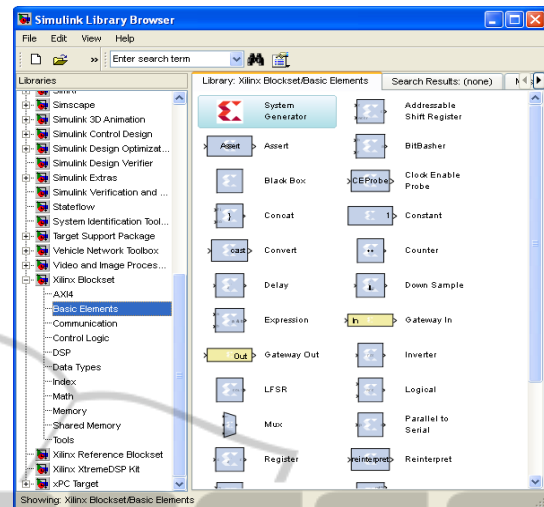 Simulink Library Browser
File Edit View Help
» Enter search term
Libraries
Library: Xilinx Blockset/Basic Elements
Search Results: (none)
Simscape
Simulink 3D Animation
Simulink Control Design
Simulink Design Optimizat...
Simulink Design Verifier
Simulink Extras
Simulink Verification and ...
Stateflow
System Identification Tool...
Target Support Package
Vehicle Network Toolbox
Video and Image Proces...
Xilinx Blockset
AXI4
Basic Elements
Communication
Control Logic
DSP
Data Types
Index
Math
Memory
Shared Memory
Tools
Xilinx Reference Blockset
Xilinx XtremeDSP Kit
xPC Target
System
Generator
Addressable
Shift Register
Assert Assert
BitBasher
Black Box
CEProbe Clock Enable
Probe
Concat
1 Constant
cast Convert
Counter
Delay
Down Sample
Expression
In Gateway In
Out Gateway Out
Inverter
LFSR
Logical
Mux
Parallel to
Serial
Register
reinterpret Reinterpret
Showing: Xilinx Blockset/Basic Elements